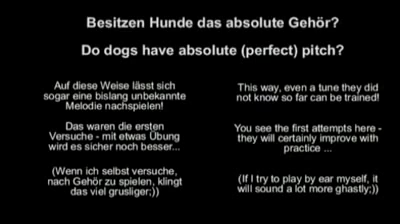 Besitzen Hunde das absolute Gehör?
Do dogs have absolute (perfect) pitch?
Auf diese Weise lässt sich
sogar eine bislang unbekannte
Melodie nachspielen!
Das waren die ersten
Versuche - mit etwas Übung
wird es sicher noch besser...
(Wenn ich selbst versuche,
nach Gehör zu spielen, klingt
das viel grusliger;))
This way, even a tune they did
not know so far can be trained!
You see the first attempts here -
they will certainly improve with
practice ...
(If I try to play by ear myself, it
will sound a lot more ghastly;))